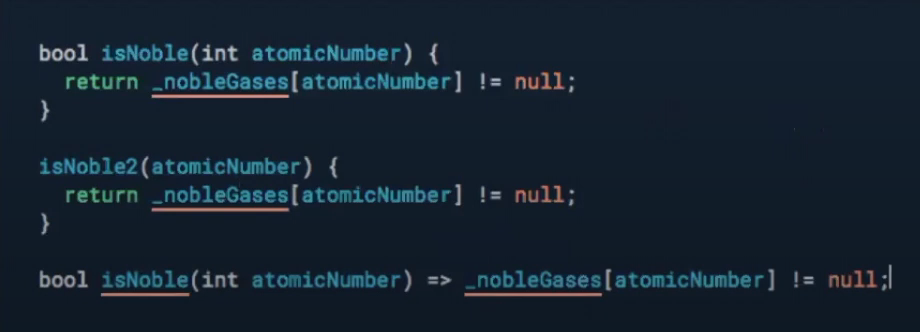 bool isNoble(int atomicNumber) {
  return _nobleGases[atomicNumber] != null;
}
isNoble2(atomicNumber) {
  return _nobleGases[atomicNumber] != null;
}
bool isNoble(int atomicNumber) => _nobleGases[atomicNumber] != null;